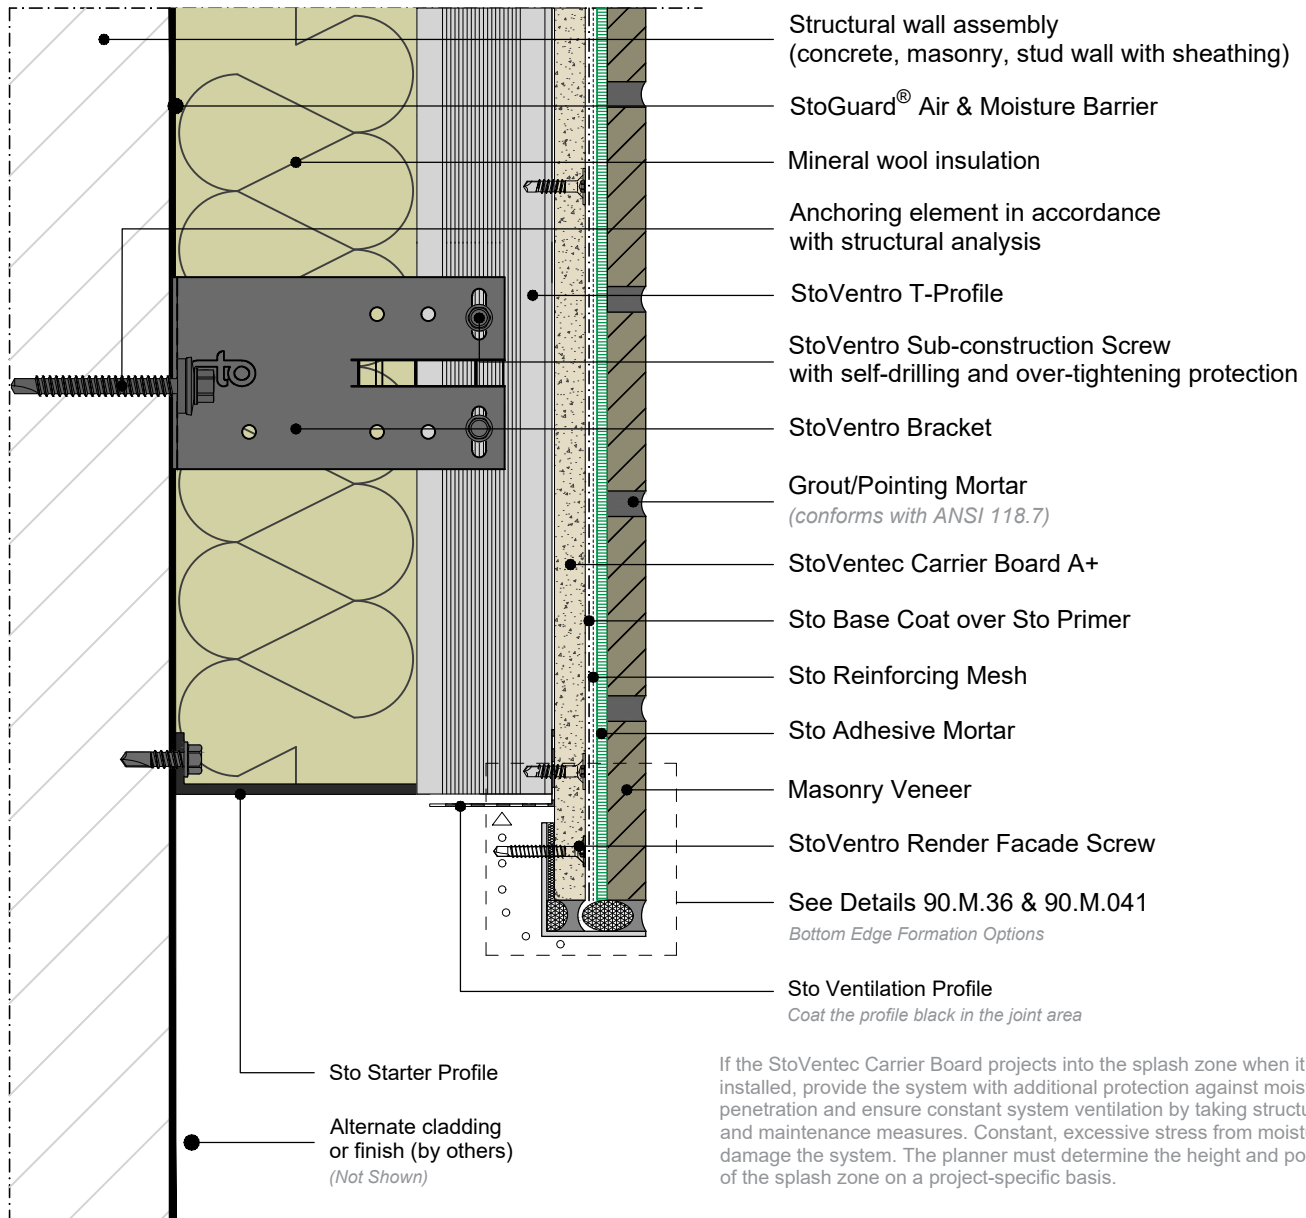 Structural wall assembly
(concrete, masonry, stud wall with sheathing)
StoGuard® Air & Moisture Barrier
Mineral wool insulation
Anchoring element in accordance
with structural analysis
StoVentro T-Profile
StoVentro Sub-construction Screw
with self-drilling and over-tightening protection
StoVentro Bracket
Grout/Pointing Mortar
(conforms with ANSI 118.7)
StoVentec Carrier Board A+
Sto Base Coat over Sto Primer
Sto Reinforcing Mesh
Sto Adhesive Mortar
Masonry Veneer
StoVentro Render Facade Screw
See Details 90.M.36 & 90.M.041
Bottom Edge Formation Options
Sto Ventilation Profile
Coat the profile black in the joint area
Sto Starter Profile
Alternate cladding
or finish (by others)
(Not Shown)
If the StoVentec Carrier Board projects into the splash zone when it
installed, provide the system with additional protection against mois
penetration and ensure constant system ventilation by taking structu
and maintenance measures. Constant, excessive stress from moist
damage the system. The planner must determine the height and po
of the splash zone on a project-specific basis.